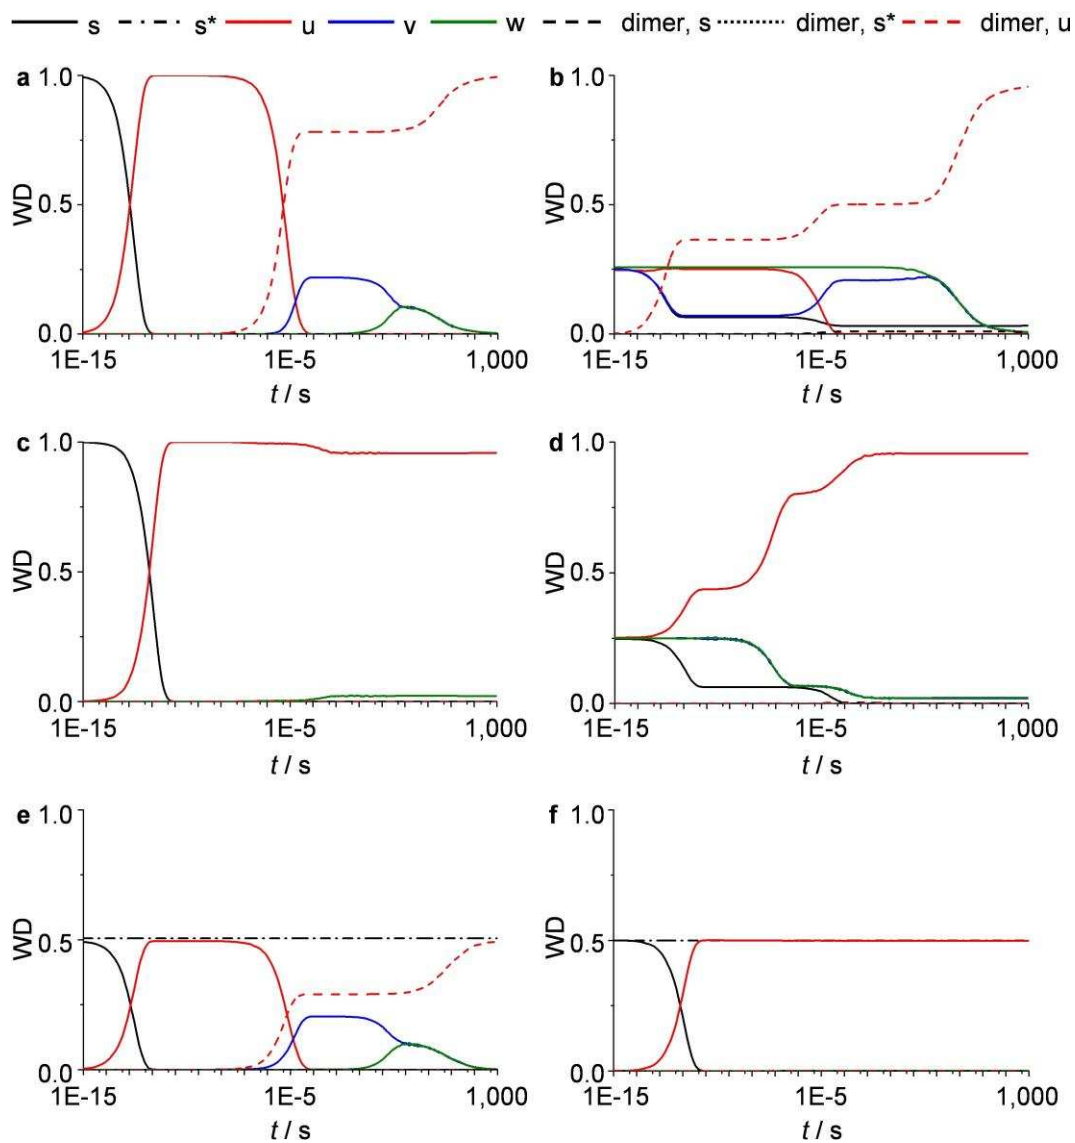 s s* u v w dimer, s dimer, s* dimer, u
a 1.0 b 1.0
WD 0.5 WD 0.5
0.0 0.0
1E-15 1E-5 1,000 1E-15 1E-5 1,000
t / s t / s
c 1.0 d 1.0
WD 0.5 WD 0.5
0.0 0.0
1E-15 1E-5 1,000 1E-15 1E-5 1,000
t / s t / s
e 1.0 f 1.0
WD 0.5 WD 0.5
0.0 0.0
1E-15 1E-5 1,000 1E-15 1E-5 1,000
t / s t / s